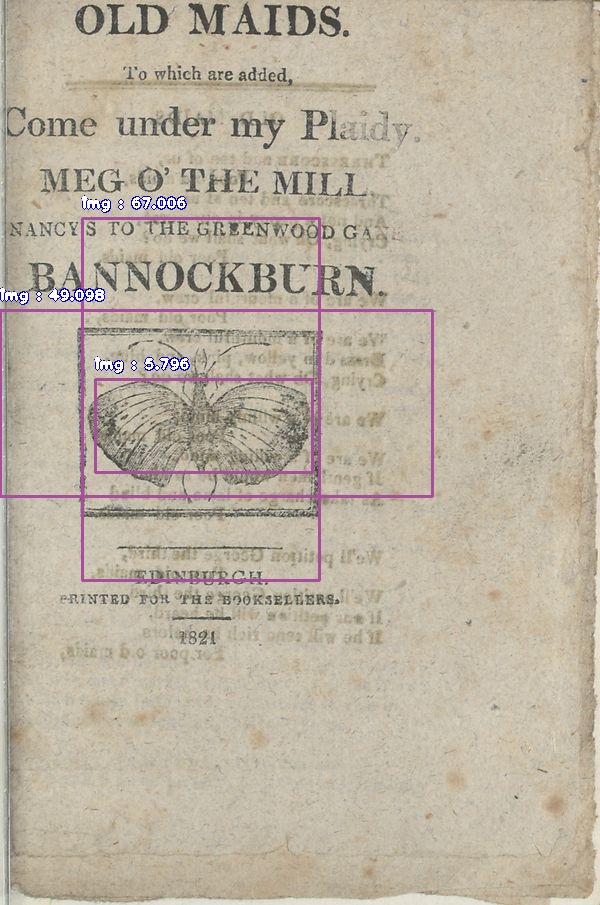 OLD MAIDS.
To which are added,
Come under my Plaidy.
MEG O' THE MILL.
img : 67.006
NANCY'S TO THE GREENWOOD GANE
BANNOCKBURN.
img : 49.098
img : 5.796
EDINBURGH.
PRINTED FOR THE BOOKSELLERS.
1821